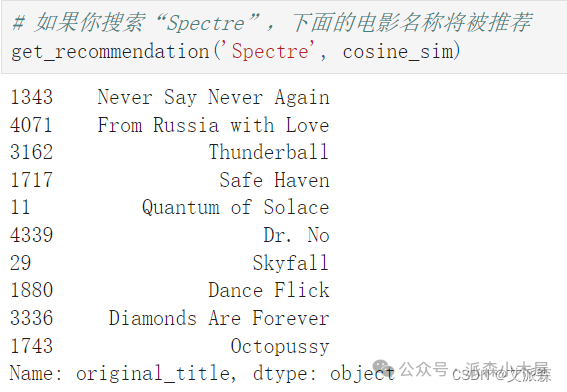 # 如果你搜索“Spectre”，下面的电影名称将被推荐
get_recommendation('Spectre', cosine_sim)
1343 Never Say Never Again
4071 From Russia with Love
3162 Thunderball
1717 Safe Haven
11 Quantum of Solace
4339 Dr. No
29 Skyfall
1880 Dance Flick
3336 Diamonds Are Forever
1743 Octopussy
Name: original_title, dtype: object
公众号·派森小木屋
CSDN @艾派森